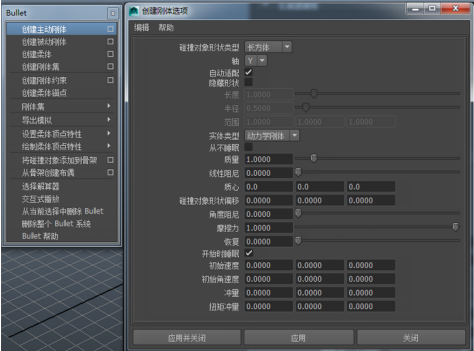 Bullet
创建主动刚体
创建被动刚体
创建柔体
创建刚体集
创建刚体约束
创建柔体锚点
刚体集
导出模拟
设置柔体顶点特性
绘制柔体顶点特性
将碰撞对象添加到骨架
从骨架创建布偶
选择解算器
交互式播放
从当前选择中删除 Bullet
删除整个 Bullet 系统
Bullet 帮助
创建刚体选项
编辑 帮助
碰撞对象形状类型 长方体
轴 Y
自动适配
隐藏形状
长度 1.0000
半径 0.5000
范围 1.0000 1.0000 1.0000
实体类型 动力学刚体
从不睡眠
质量 1.0000
线性阻尼 0.0000
质心 0.0 0.0 0.0
碰撞对象形状偏移 0.0000 0.0000 0.0000
角度阻尼 0.0000
摩擦力 1.0000
恢复 0.0000
开始时睡眠
初始速度 0.0000 0.0000 0.0000
初始角速度 0.0000 0.0000 0.0000
冲量 0.0000 0.0000 0.0000
扭矩冲量 0.0000 0.0000 0.0000
应用并关闭 应用 关闭